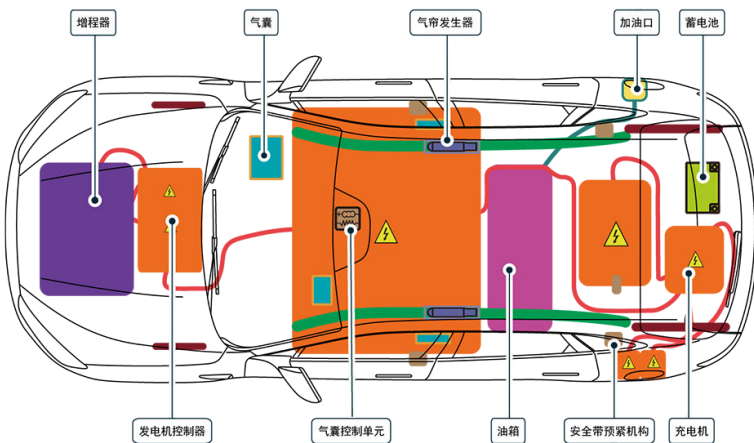 增程器
气囊
气帘发生器
加油口
蓄电池
发电机控制器
气囊控制单元
油箱
安全带预紧机构
充电机